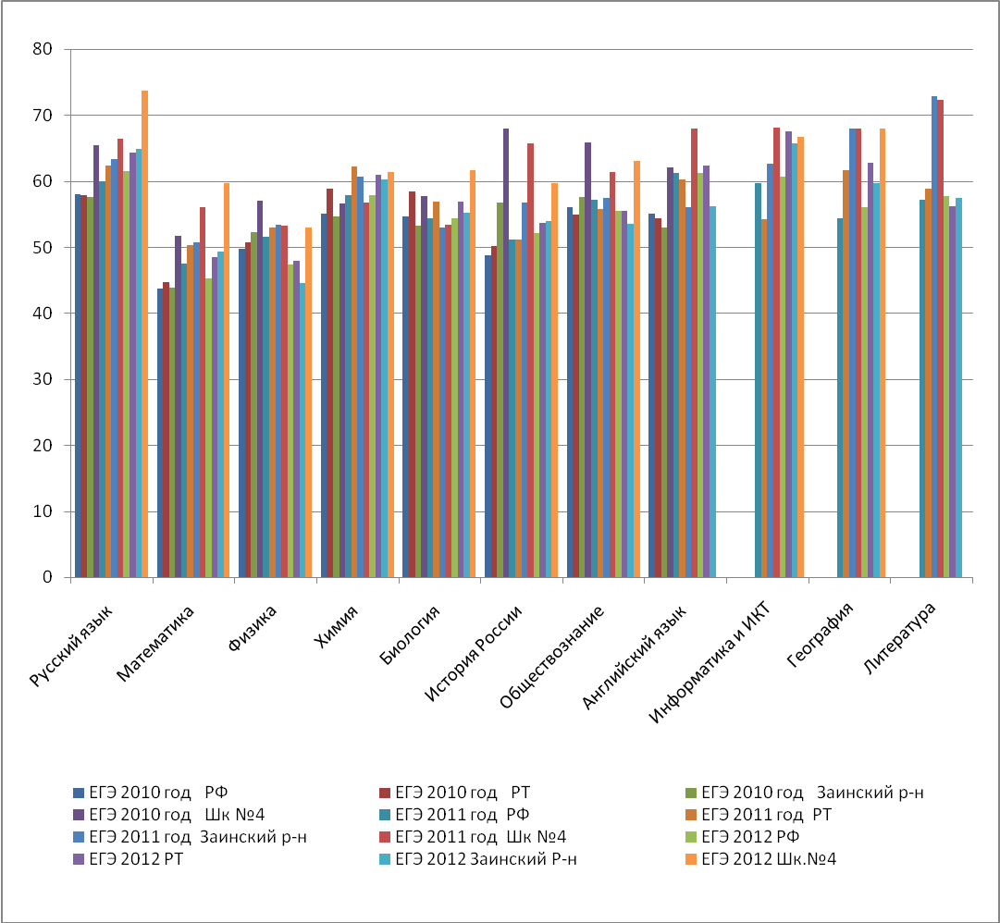 80
70
60
50
40
30
20
10
0
Русский язык
Математика
Физика
Химия
Биология
История России
Обществознание
Английский язык
Информатика и ИКТ
География
Литература
ЕГЭ 2010 год РФ
ЕГЭ 2010 год РТ
ЕГЭ 2010 год Заинский р-н
ЕГЭ 2010 год Шк №4
ЕГЭ 2011 год РФ
ЕГЭ 2011 год РТ
ЕГЭ 2011 год Заинский р-н
ЕГЭ 2011 год Шк №4
ЕГЭ 2012 РФ
ЕГЭ 2012 РТ
ЕГЭ 2012 Заинский Р-н
ЕГЭ 2012 Шк.№4